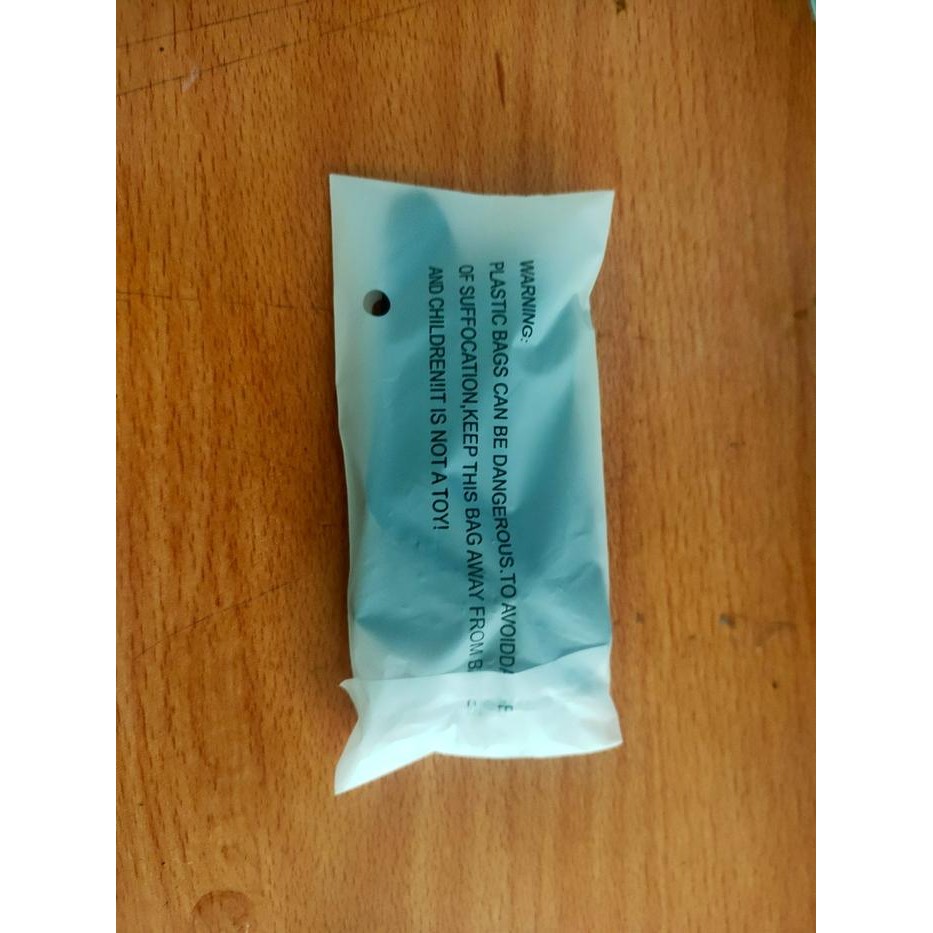 WARNING:
PLASTIC BAGS CAN BE DANGEROUS.TO AVOIDDA
OF SUFFOCATION,KEEP THIS BAG AWAY FROM B
AND CHILDREN!!IT IS NOT A TOY!